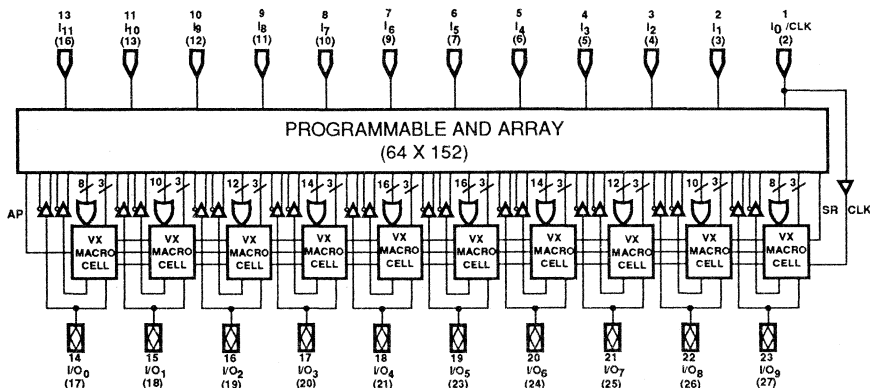 13 11 10 9 8 7 6 5 4 3 2 1
I11 I10 I9 I8 I7 I6 I5 I4 I3 I2 I1 I0 /CLK
(16) (13) (12) (11) (10) (9) (7) (6) (5) (4) (3) (2)
PROGRAMMABLE AND ARRAY
(64 X 152)
8 3 10 3 12 3 14 3 16 3 16 3 14 3 12 3 10 3 8 3
AP SR CLK
VX VX VX VX VX VX VX VX VX VX
MACRO MACRO MACRO MACRO MACRO MACRO MACRO MACRO MACRO MACRO
CELL CELL CELL CELL CELL CELL CELL CELL CELL CELL
14 15 16 17 18 19 20 21 22 23
I/O0 I/O1 I/O2 I/O3 I/O4 I/O5 I/O6 I/O7 I/O8 I/O9
(17) (18) (19) (20) (21) (23) (24) (25) (26) (27)